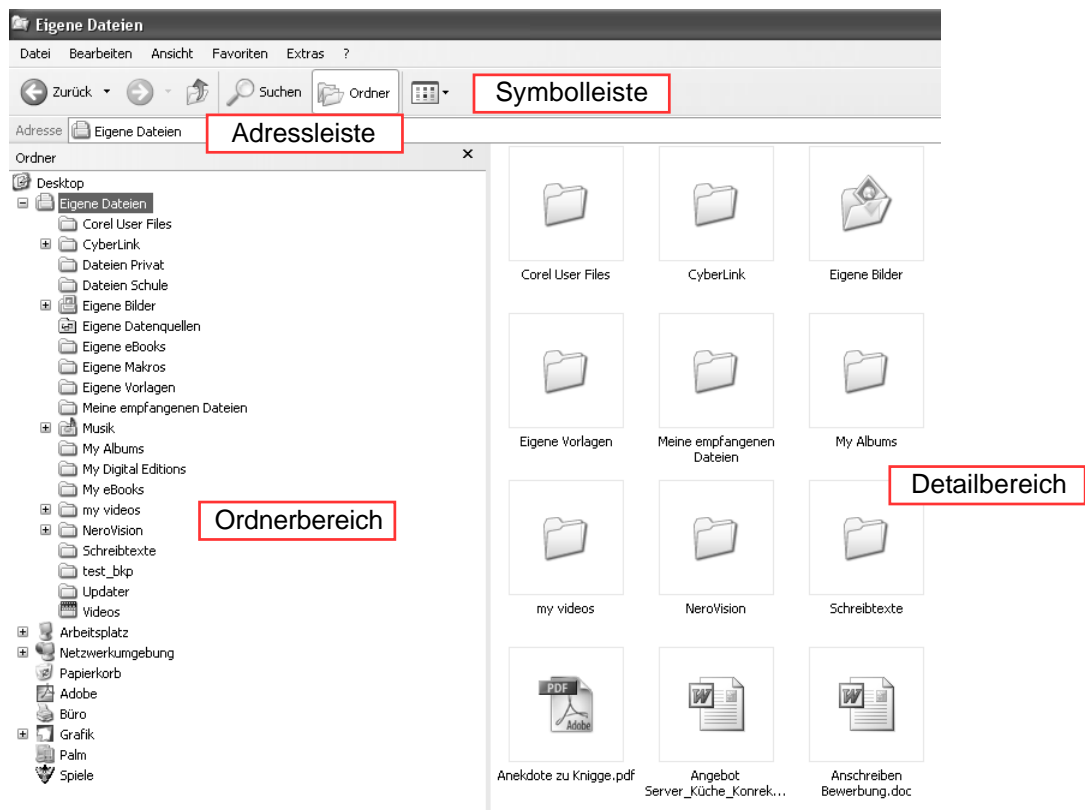 Eigene Dateien
Datei Bearbeiten Ansicht Favoriten Extras ?
Zurück Suchen Ordner Symbolleiste
Adresse Eigene Dateien Adressleiste
Ordner x
Desktop
Eigene Dateien
Corel User Files
CyberLink
Dateien Privat
Dateien Schule
Eigene Bilder
Eigene Datenquellen
Eigene eBooks
Eigene Makros
Eigene Vorlagen
Meine empfangenen Dateien
Musik
My Albums
My Digital Editions
My eBooks
my videos
NeroVision
Schreibtexte
test_bkp
Updater
Videos
Arbeitsplatz
Netzwerkumgebung
Papierkorb
Adobe
Büro
Grafik
Palm
Spiele
Ordnerbereich
Corel User Files CyberLink Eigene Bilder
Eigene Vorlagen Meine empfangenen My Albums
Dateien
Detailbereich
my videos NeroVision Schreibtexte
PDF W W
Adobe
Anekdote zu Knigge.pdf Angebot Anschreiben
Server_Küche_Konrek... Bewerbung.doc